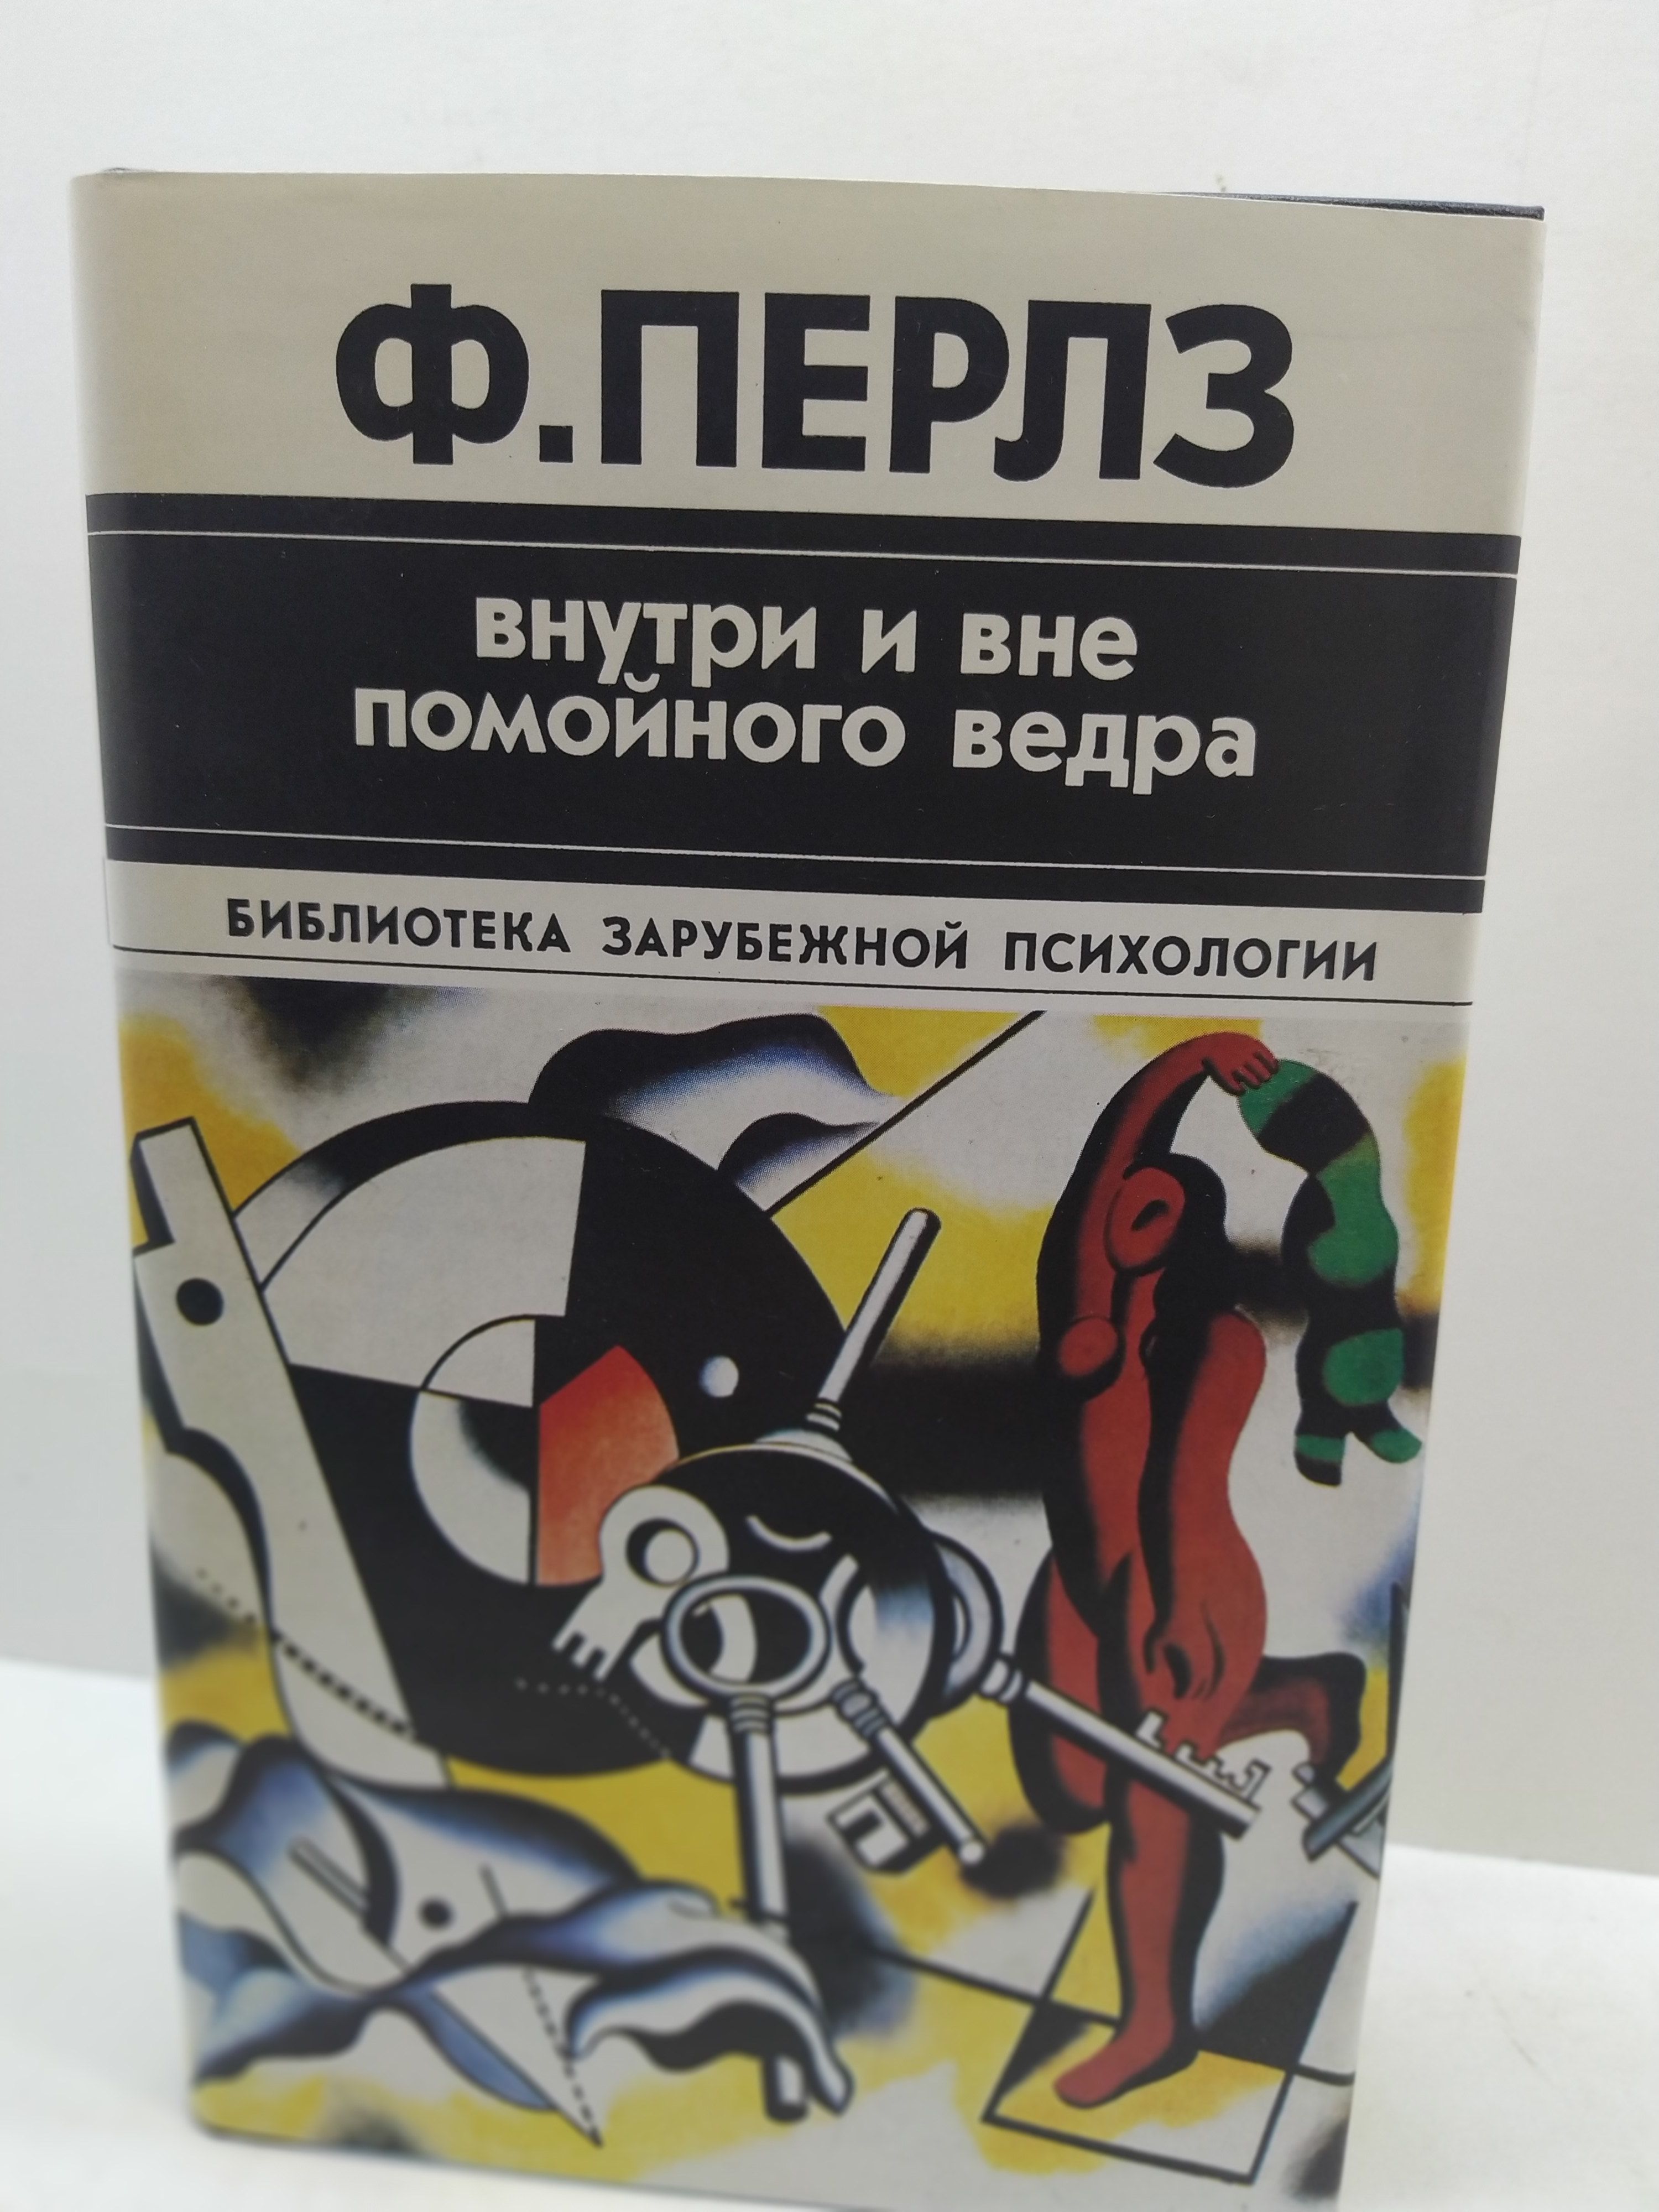 Ф.ПЕРЛЗ
внутри и вне
помойного ведра
БИБЛИОТЕКА ЗАРУБЕЖНОЙ ПСИХОЛОГИИ